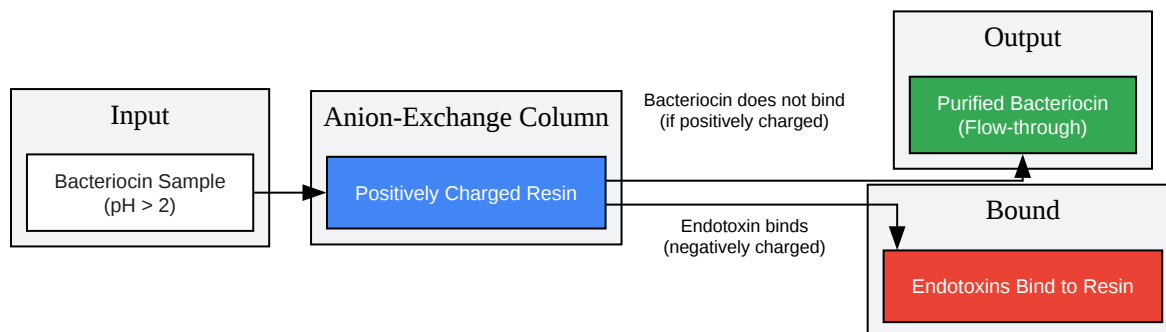 Input
Bacteriocin Sample
(pH > 2)
Anion-Exchange Column
Positively Charged Resin
Bacteriocin does not bind
(if positively charged)
Endotoxin binds
(negatively charged)
Output
Purified Bacteriocin
(Flow-through)
Bound
Endotoxins Bind to Resin